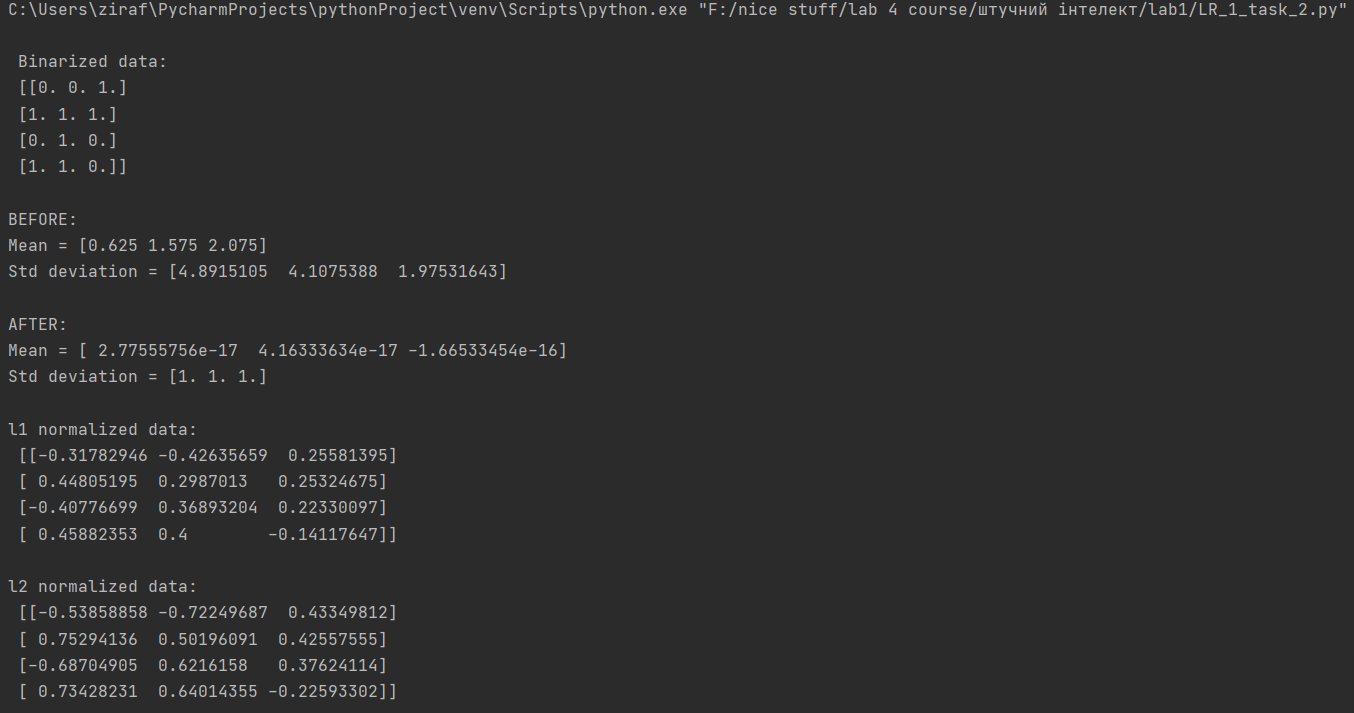 C:\Users\ziraf\PycharmProjects\pythonProject\venv\Scripts\python.exe "F:/nice stuff/lab 4 course/штучний інтелект/lab1/LR_1_task_2.py"
Binarized data:
[[0. 0. 1.]
[1. 1. 1.]
[0. 1. 0.]
[1. 1. 0.]]
BEFORE:
Mean = [0.625 1.575 2.075]
Std deviation = [4.8915105  4.1075388  1.97531643]
AFTER:
Mean = [ 2.77555756e-17  4.16333634e-17 -1.66533454e-16]
Std deviation = [1. 1. 1.]
l1 normalized data:
[[-0.31782946 -0.42635659  0.25581395]
[ 0.44805195  0.2987013   0.25324675]
[-0.40776699  0.36893204  0.22330097]
[ 0.45882353  0.4        -0.14117647]]
l2 normalized data:
[[-0.53858858 -0.72249687  0.43349812]
[ 0.75294136  0.50196091  0.42557555]
[-0.68704905  0.6216158   0.37624114]
[ 0.73428231  0.64014355 -0.22593302]]